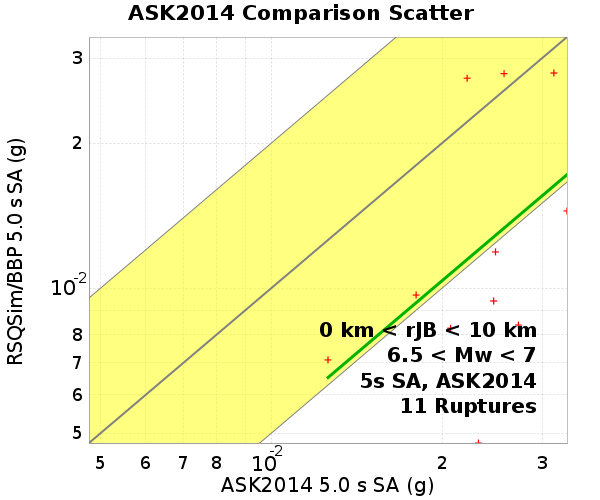 ASK2014 Comparison Scatter
RSQSim/BBP 5.0 s SA (g)
3
2
10-2
8
7
6
5
0 km < rJB < 10 km
6.5 < Mw < 7
5s SA, ASK2014
11 Ruptures
5 6 7 8 10-2 2 3
ASK2014 5.0 s SA (g)